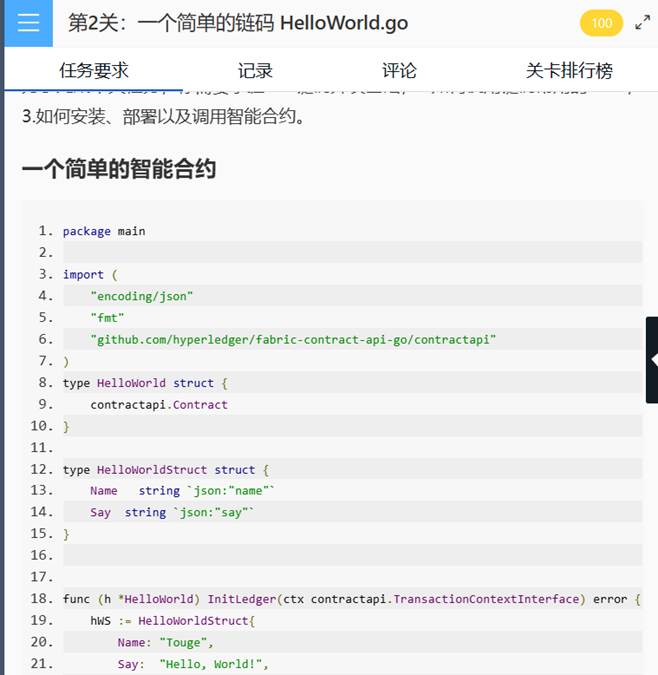 第2关：一个简单的链码 HelloWorld.go
100
任务要求
记录
评论
关卡排行榜
3.如何安装、部署以及调用智能合约。
一个简单的智能合约
1. package main
2.
3. import (
4. "encoding/json"
5. "fmt"
6. "github.com/hyperledger/fabric-contract-api-go/contractapi"
7. )
8. type HelloWorld struct {
9. contractapi.Contract
10. }
11.
12. type HelloWorldStruct struct {
13. Name string `json:"name"`
14. Say string `json:"say"`
15. }
16.
17.
18. func (h *HelloWorld) InitLedger(ctx contractapi.TransactionContextInterface) error {
19. hWS := HelloWorldStruct{
20. Name: "Touge",
21. Say: "Hello, World!",